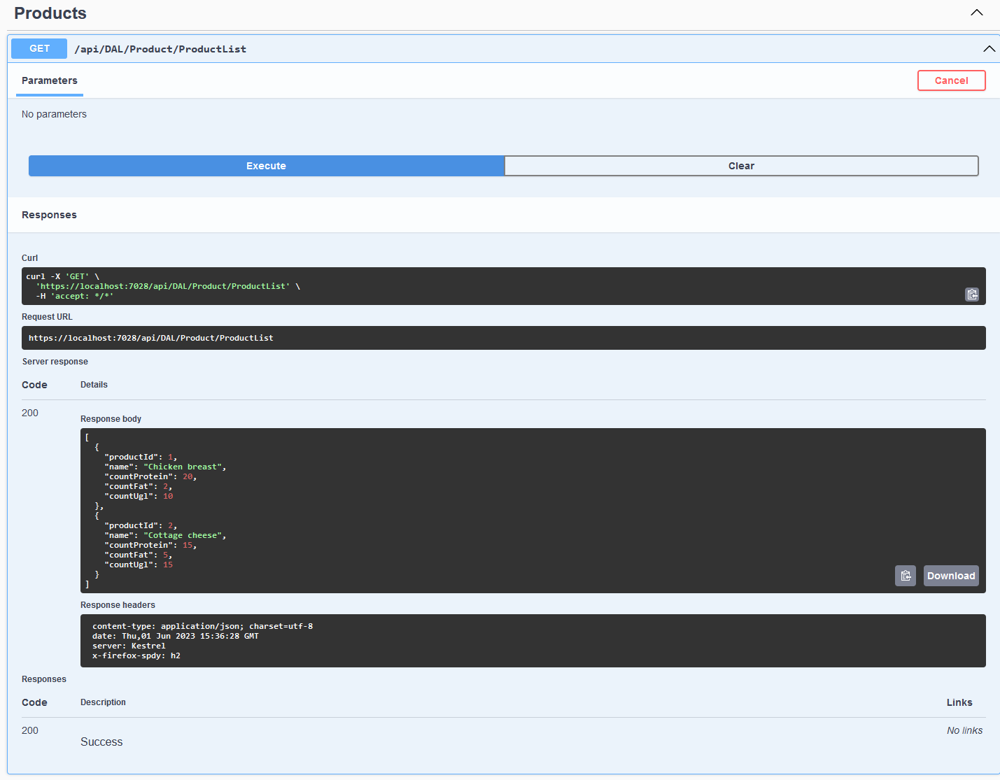 Products
GET /api/DAL/Product/ProductList
Parameters Cancel
No parameters
Execute Clear
Responses
Curl
curl -X 'GET' \
  'https://localhost:7028/api/DAL/Product/ProductList' \
  -H 'accept: */*'
Request URL
https://localhost:7028/api/DAL/Product/ProductList
Server response
Code Details
200
Response body
[
  {
    "productId": 1,
    "name": "Chicken breast",
    "countProtein": 20,
    "countFat": 2,
    "countUgl": 10
  },
  {
    "productId": 2,
    "name": "Cottage cheese",
    "countProtein": 15,
    "countFat": 5,
    "countUgl": 15
  }
]
Download
Response headers
content-type: application/json; charset=utf-8
date: Thu,01 Jun 2023 15:36:28 GMT
server: Kestrel
x-firefox-spdy: h2
Responses
Code Description Links
200 No links
Success